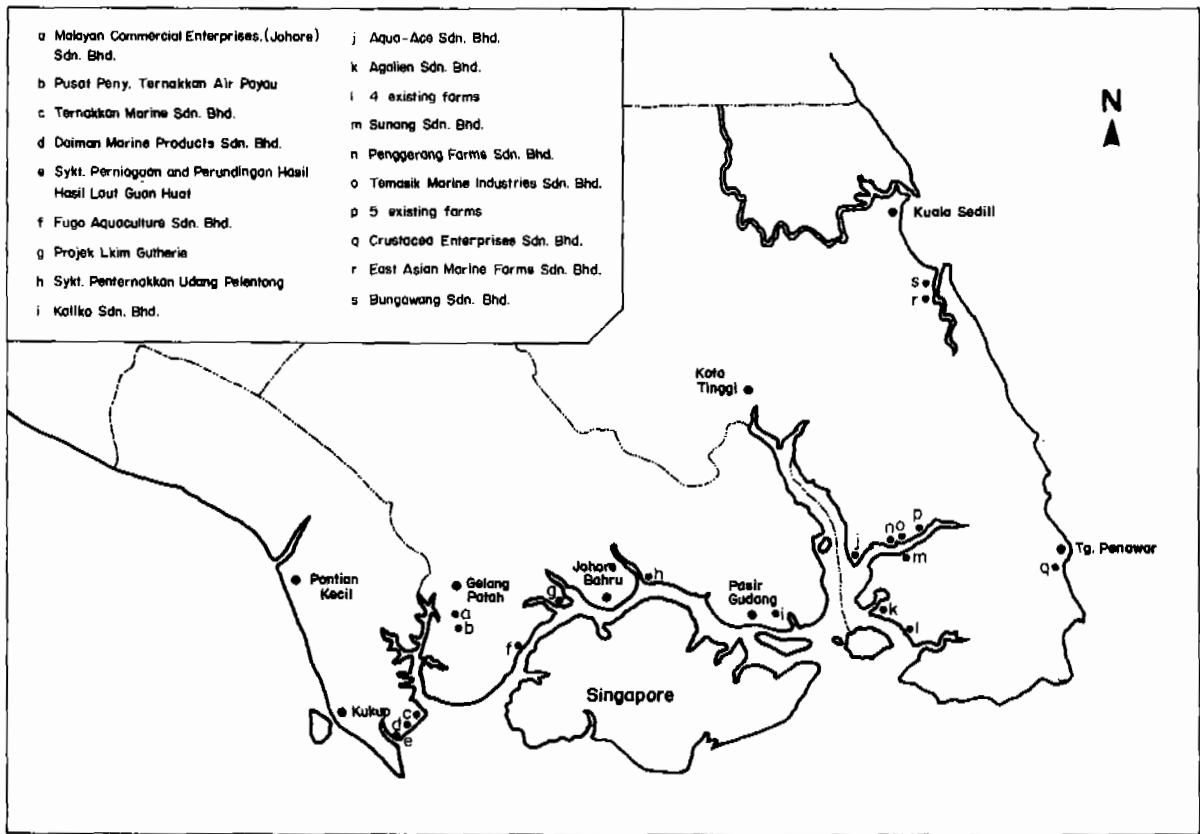 a Malayan Commercial Enterprises,(Johore)
Sdn. Bhd.
b Pusat Peny. Ternakkan Air Payau
c Ternakkan Marine Sdn. Bhd.
d Daiman Marine Products Sdn. Bhd.
e Sykt. Perniagaan and Perundingan Hasil
Hasil Laut Guan Huat
f Fugo Aquaculture Sdn. Bhd.
g Projek Lkim Gutherie
h Sykt. Penternakkan Udang Pelentong
i Kaliko Sdn. Bhd.
j Aqua-Ace Sdn. Bhd.
k Agalien Sdn. Bhd.
l 4 existing farms
m Sunang Sdn. Bhd.
n Penggerang Farms Sdn. Bhd.
o Temasik Marine Industries Sdn. Bhd.
p 5 existing farms
q Crustacea Enterprises Sdn. Bhd.
r East Asian Marine Farms Sdn. Bhd.
s Bungawang Sdn. Bhd.
N
Kuala Sedili
s
r
Kota
Tinggi
p
n o
j
m
Tg. Penawar
q
Johore
Bahru
h
Pontian
Kecil
Gelang
Patah
g
a
b
Pasir
Gudang
i
k
l
f
Singapore
Kukup
c
d
e